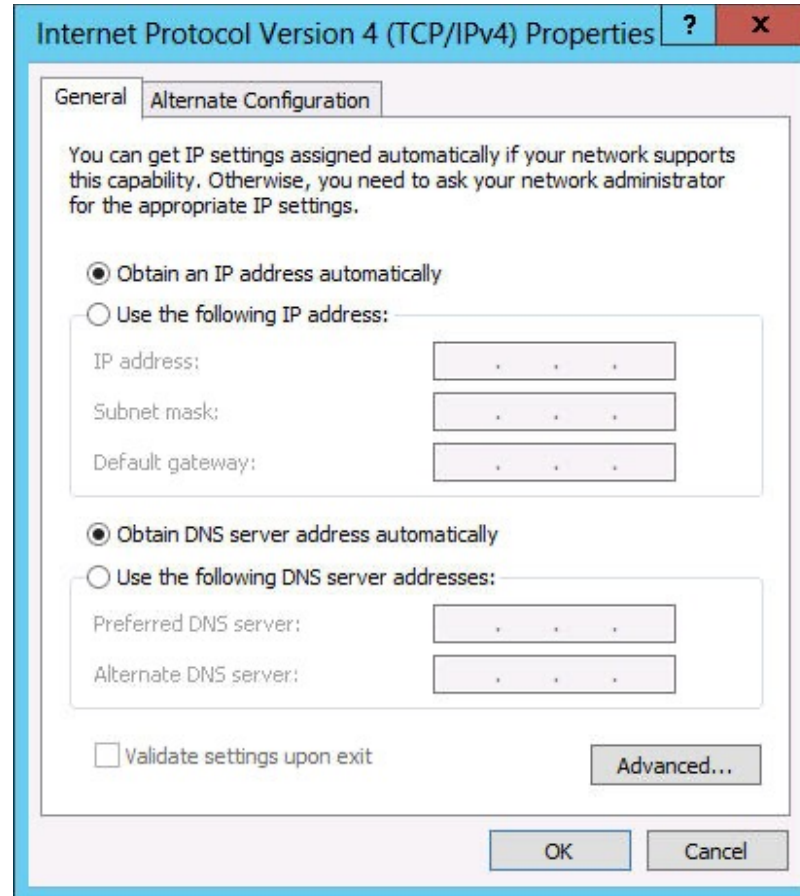 Internet Protocol Version 4 (TCP/IPv4) Properties ? x
General Alternate Configuration
You can get IP settings assigned automatically if your network supports
this capability. Otherwise, you need to ask your network administrator
for the appropriate IP settings.
Obtain an IP address automatically
Use the following IP address:
IP address: . . .
Subnet mask: . . .
Default gateway: . . .
Obtain DNS server address automatically
Use the following DNS server addresses:
Preferred DNS server: . . .
Alternate DNS server: . . .
Validate settings upon exit
Advanced...
OK Cancel